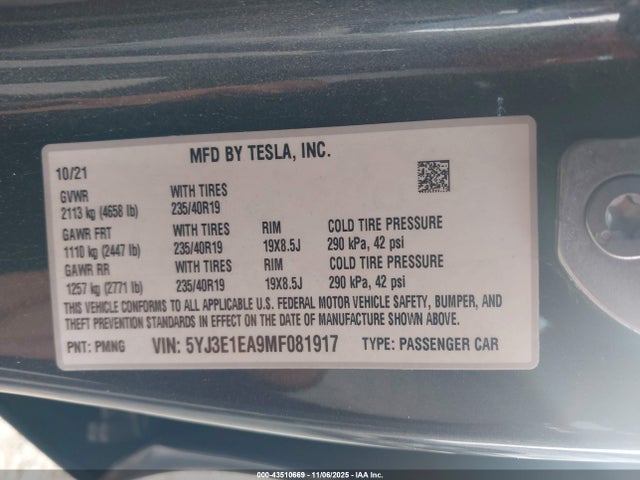 MFD BY TESLA, INC.
10/21
GVWR WITH TIRES
2113 kg (4658 lb) 235/40R19
GAWR FRT WITH TIRES RIM COLD TIRE PRESSURE
1110 kg (2447 lb) 235/40R19 19X8.5J 290 kPa, 42 psi
GAWR RR WITH TIRES RIM COLD TIRE PRESSURE
1257 kg (2771 lb) 235/40R19 19X8.5J 290 kPa, 42 psi
THIS VEHICLE CONFORMS TO ALL APPLICABLE U.S. FEDERAL MOTOR VEHICLE SAFETY, BUMPER, AND
THEFT PREVENTION STANDARDS IN EFFECT ON THE DATE OF MANUFACTURE SHOWN ABOVE.
PNT: PMNG VIN: 5YJ3E1EA9MF081917 TYPE: PASSENGER CAR
00-43510669 - 11/06/2025 - IAA Inc.